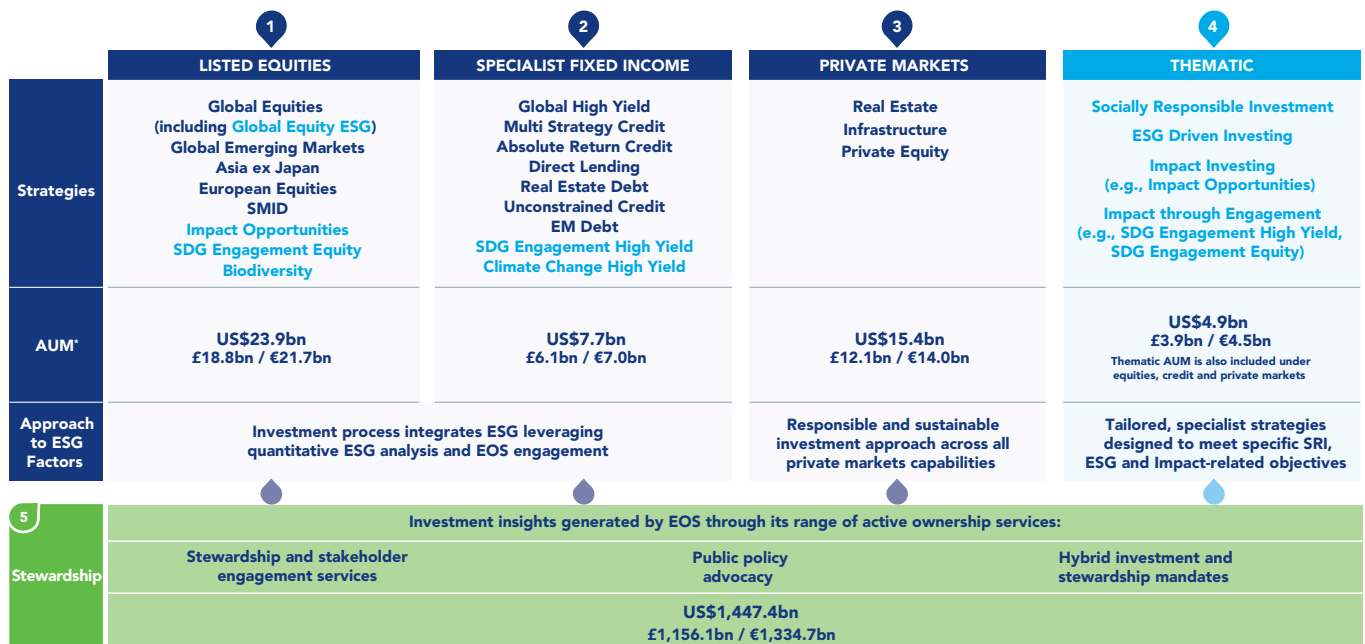 1
2
3
4
LISTED EQUITIES
SPECIALIST FIXED INCOME
PRIVATE MARKETS
THEMATIC
Strategies
Global Equities
(including Global Equity ESG)
Global Emerging Markets
Asia ex Japan
European Equities
SMID
Impact Opportunities
SDG Engagement Equity
Biodiversity
Global High Yield
Multi Strategy Credit
Absolute Return Credit
Direct Lending
Real Estate Debt
Unconstrained Credit
EM Debt
SDG Engagement High Yield
Climate Change High Yield
Real Estate
Infrastructure
Private Equity
Socially Responsible Investment
ESG Driven Investing
Impact Investing
(e.g., Impact Opportunities)
Impact through Engagement
(e.g., SDG Engagement High Yield,
SDG Engagement Equity)
AUM*
US$23.9bn
£18.8bn / €21.7bn
US$7.7bn
£6.1bn / €7.0bn
US$15.4bn
£12.1bn / €14.0bn
US$4.9bn
£3.9bn / €4.5bn
Thematic AUM is also included under
equities, credit and private markets
Approach
to ESG
Factors
Investment process integrates ESG leveraging
quantitative ESG analysis and EOS engagement
Responsible and sustainable
investment approach across all
private markets capabilities
Tailored, specialist strategies
designed to meet specific SRI,
ESG and Impact-related objectives
5
Stewardship
Investment insights generated by EOS through its range of active ownership services:
Stewardship and stakeholder
engagement services
Public policy
advocacy
Hybrid investment and
stewardship mandates
US$1,447.4bn
£1,156.1bn / €1,334.7bn